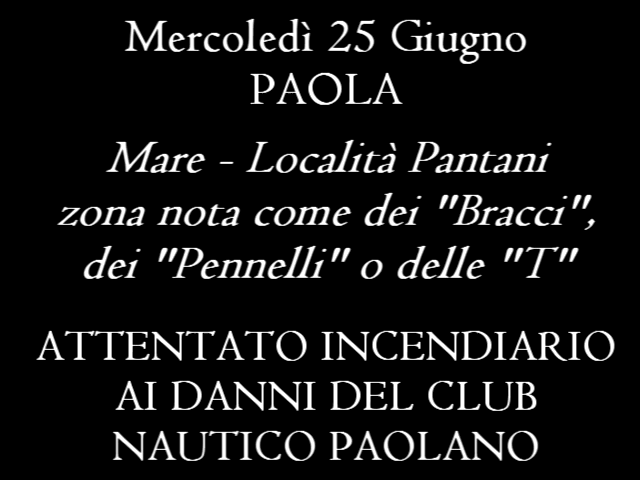 Mercoledì 25 Giugno
PAOLA
Mare - Località Pantani
zona nota come dei "Bracci",
dei "Pennelli" o delle "T"
ATTENTATO INCENDIARIO
AI DANNI DEL CLUB
NAUTICO PAOLANO